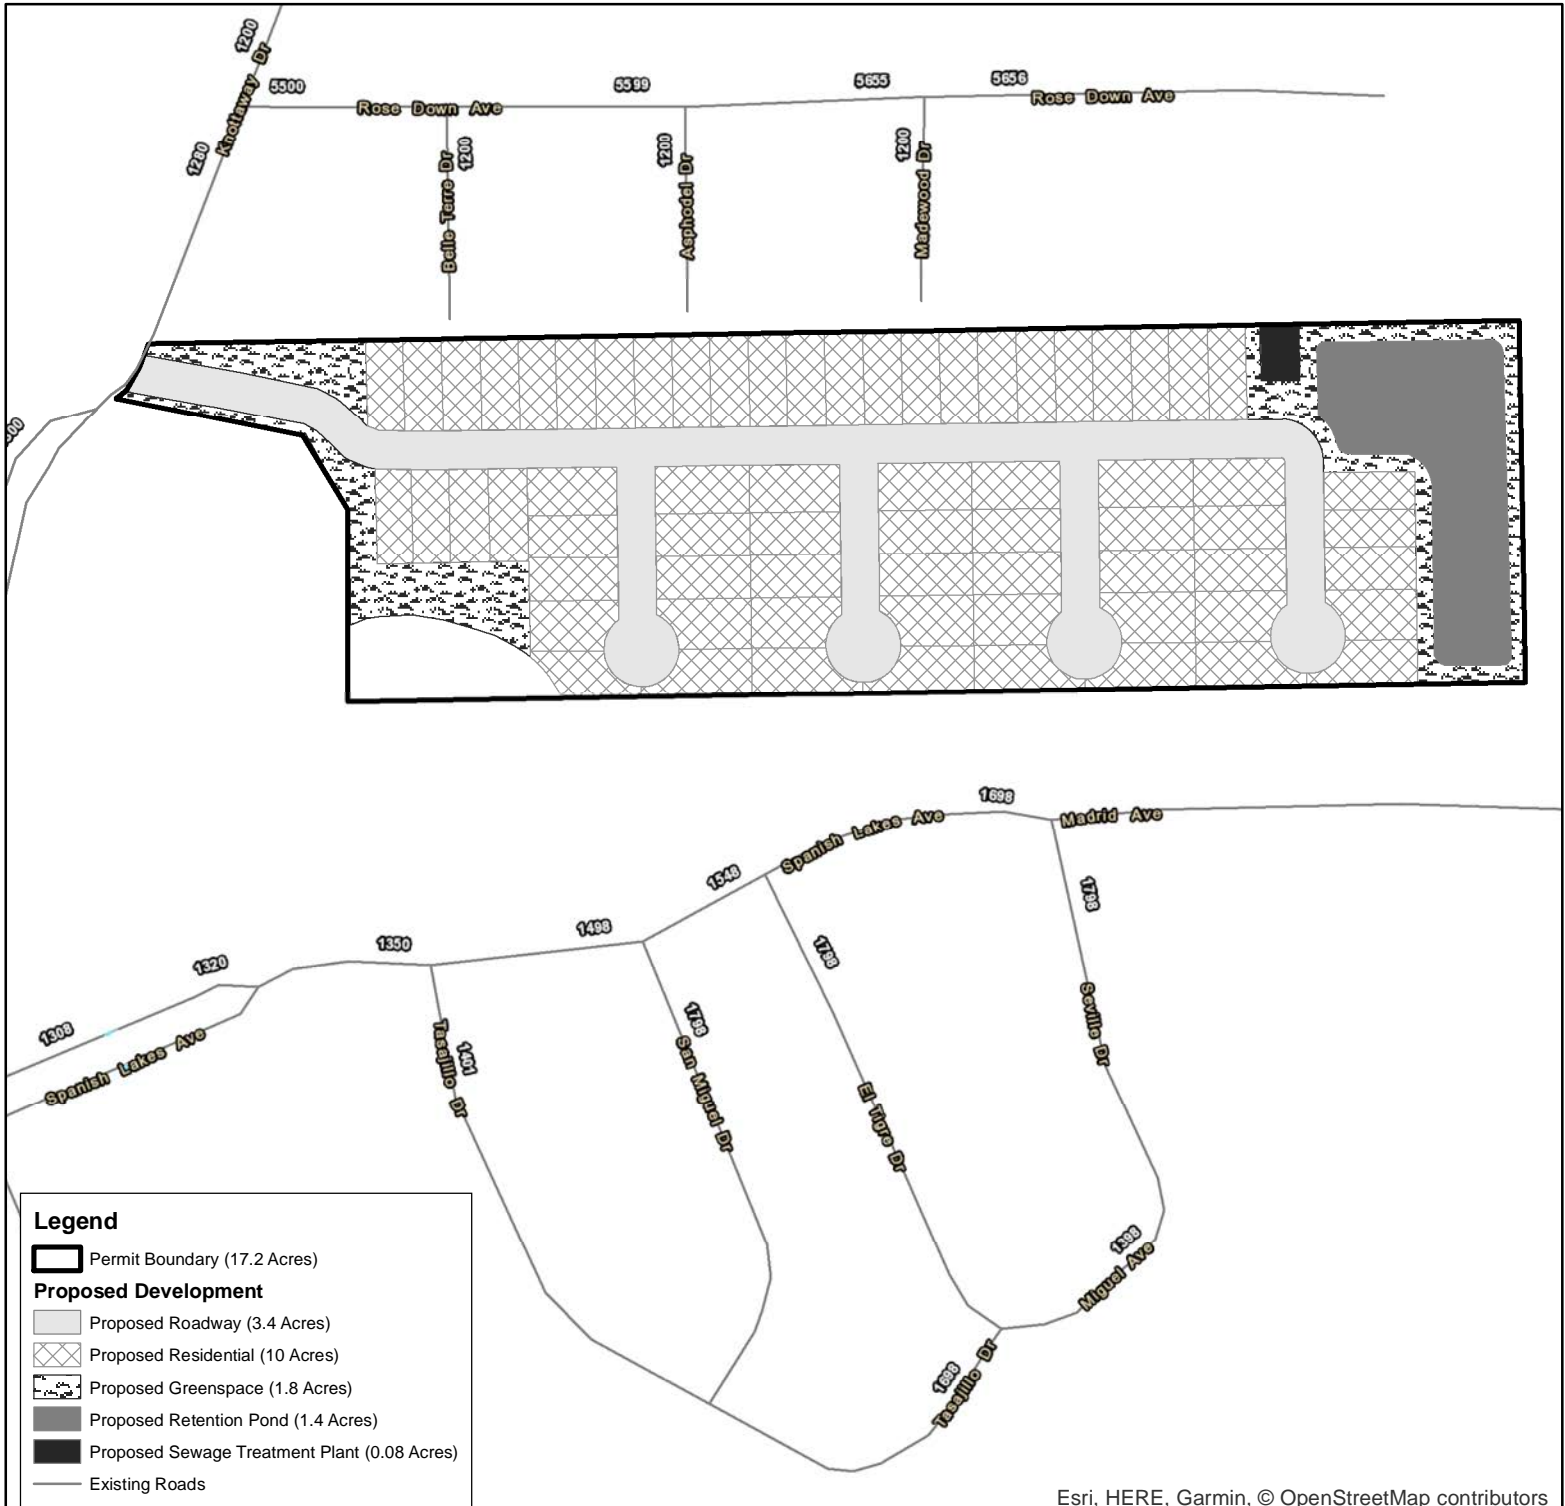 1200
Knottaway Dr
1280
5500
Rose Down Ave
5599
5655
5656
Rose Down Ave
Belle Terre Dr
1200
1200
Asphodel Dr
1200
Madewood Dr
1698
Spanish Lakes Ave
Madrid Ave
1548
1498
1350
1320
1308
Spanish Lakes Ave
1798
1798
1798
Tasajillo Dr
1401
San Miguel Dr
El Tigre Dr
Sevillo Dr
1398
Miguel Ave
1698
Tasajillo Dr
Legend
Permit Boundary (17.2 Acres)
Proposed Development
Proposed Roadway (3.4 Acres)
Proposed Residential (10 Acres)
Proposed Greenspace (1.8 Acres)
Proposed Retention Pond (1.4 Acres)
Proposed Sewage Treatment Plant (0.08 Acres)
Existing Roads
Esri, HERE, Garmin, © OpenStreetMap contributors